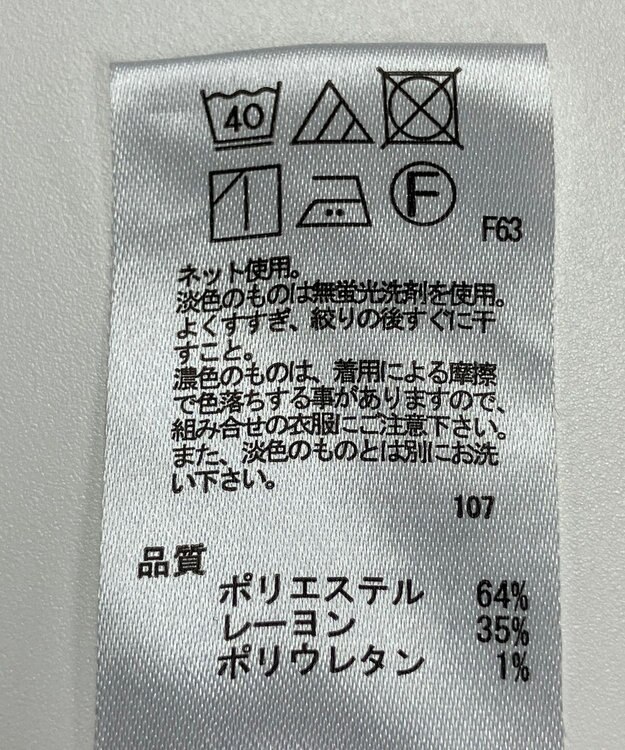 40
F
F63
ネット使用。
淡色のものは無蛍光洗剤を使用。
よくすすぎ、絞りの後すぐに干
すこと。
濃色のものは、着用による摩擦
で色落ちする事がありますので、
組み合せの衣服にご注意下さい。
また、淡色のものとは別にお洗
い下さい。
107
品質
ポリエステル 64%
レーヨン 35%
ポリウレタン 1%